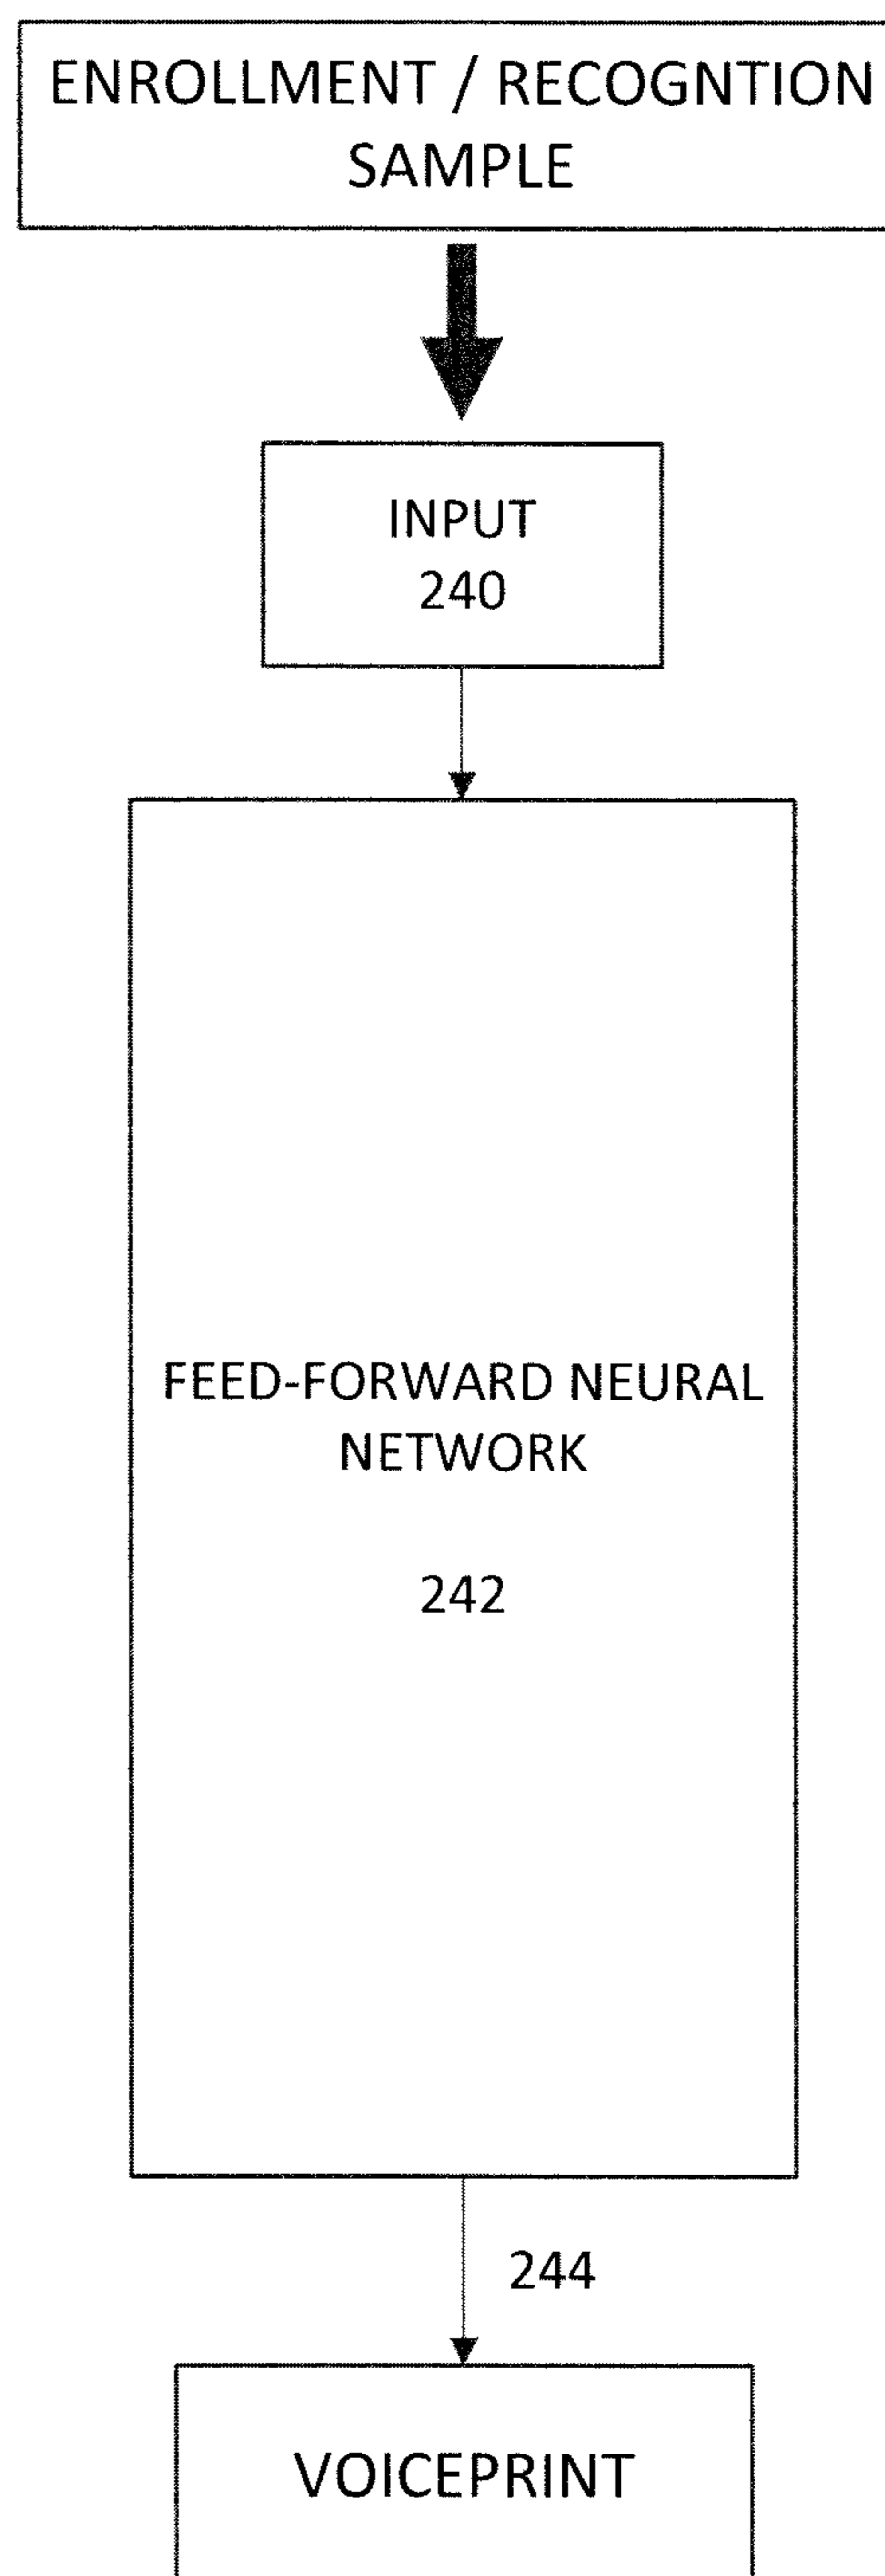 ENROLLMENT / RECOGNTION
SAMPLE
INPUT
240
FEED-FORWARD NEURAL
NETWORK
242
244
VOICEPRINT